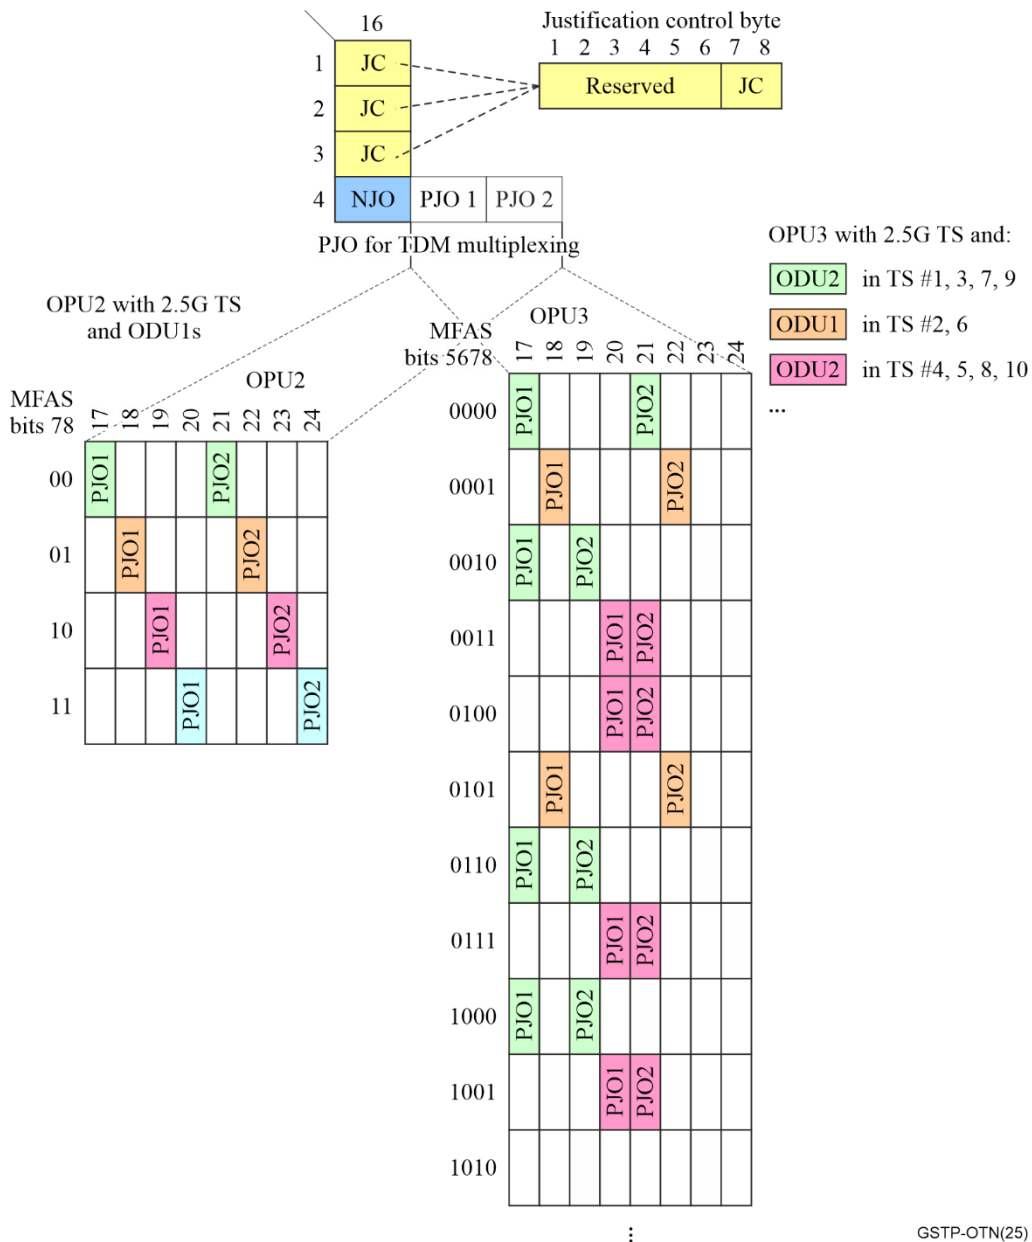 16
Justification control byte
1 2 3 4 5 6 7 8
1 JC
Reserved JC
2 JC
3 JC
4 NJO PJO 1 PJO 2
PJO for TDM multiplexing
OPU3 with 2.5G TS and:
ODU2 in TS #1, 3, 7, 9
ODU1 in TS #2, 6
ODU2 in TS #4, 5, 8, 10
...
OPU2 with 2.5G TS
and ODU1s
OPU2
MFAS
bits 78
17 18 19 20 21 22 23 24
00 PJO1 PJO2
01 PJO1 PJO2
10 PJO1 PJO2
11 PJO1 PJO2
OPU3
MFAS
bits 5678
17 18 19 20 21 22 23 24
0000 PJO1 PJO2
0001 PJO1 PJO2
0010 PJO1 PJO2
0011 PJO1 PJO2
0100 PJO1 PJO2
0101 PJO1 PJO2
0110 PJO1 PJO2
0111 PJO1 PJO2
1000 PJO1 PJO2
1001 PJO1 PJO2
1010
...
GSTP-OTN(25)